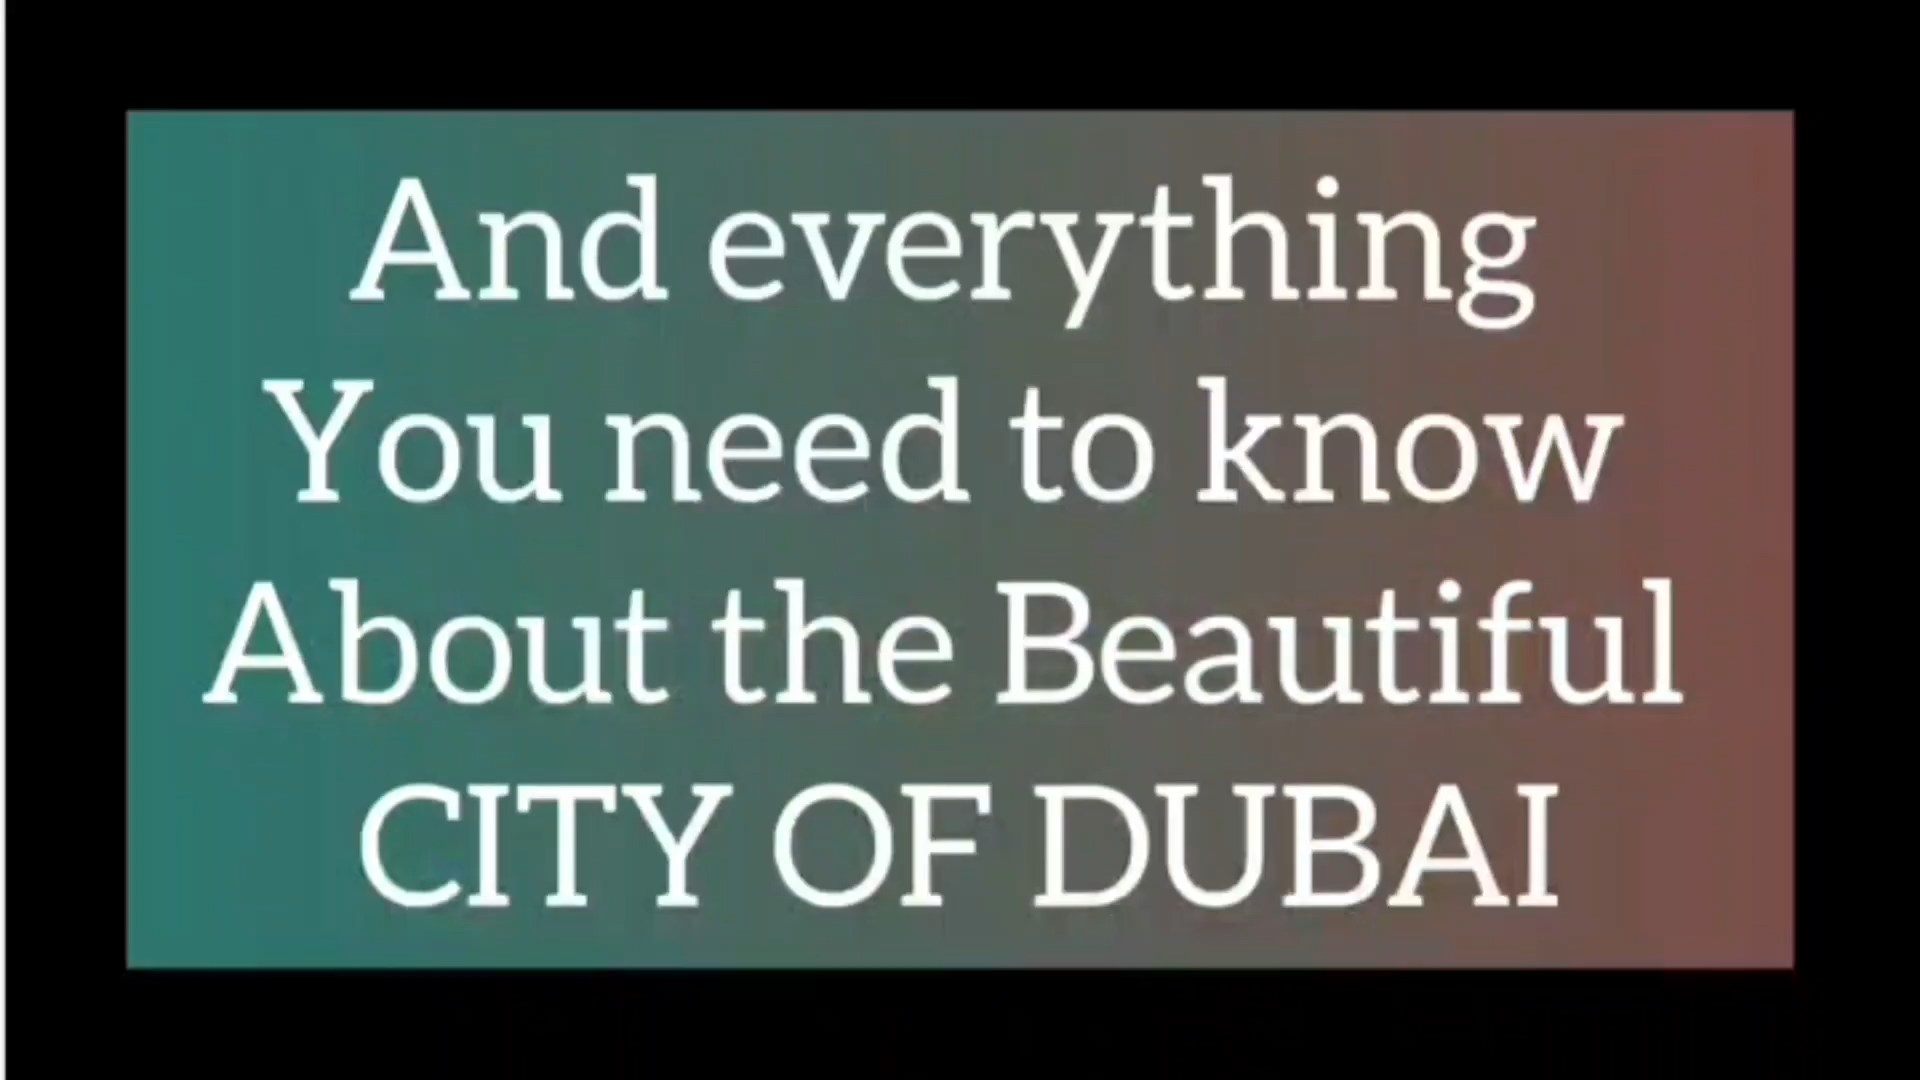 And everything
You need to know
About the Beautiful
CITY OF DUBAI